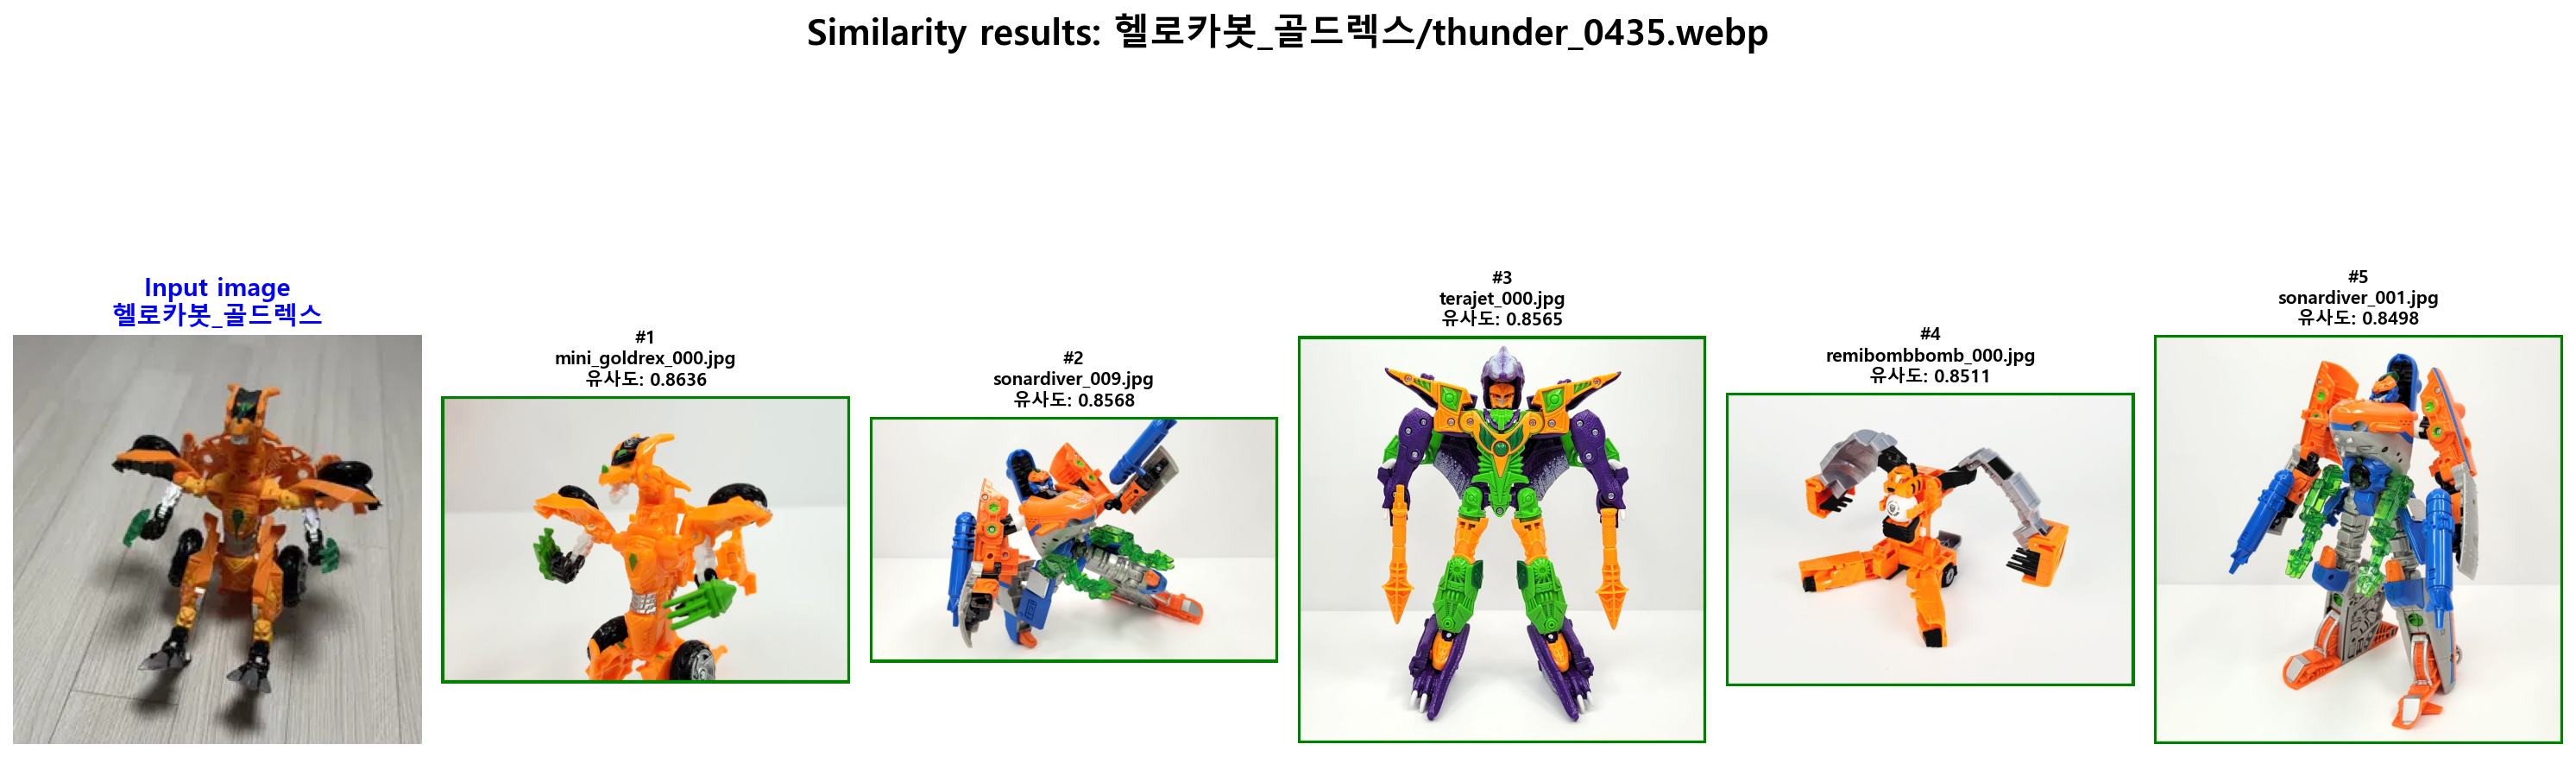 Similarity results: 헬로카봇_골드렉스/thunder_0435.webp
Input image
헬로카봇_골드렉스
#1
mini_goldrex_000.jpg
유사도: 0.8636
#2
sonardiver_009.jpg
유사도: 0.8568
#3
terajet_000.jpg
유사도: 0.8565
#4
remibombbomb_000.jpg
유사도: 0.8511
#5
sonardiver_001.jpg
유사도: 0.8498